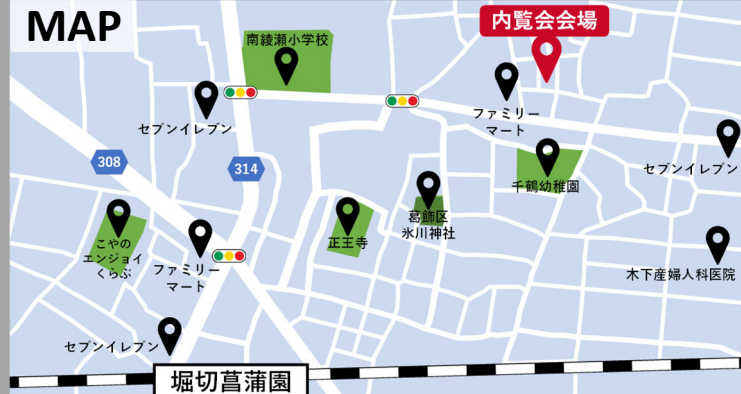 MAP
内覧会会場
南綾瀬小学校
セブンイレブン
ファミリー
マート
セブンイレブン
千鶴幼稚園
308
314
葛飾区
氷川神社
正王寺
こやの
エンジョイ
くらぶ
ファミリー
マート
木下産婦人科医院
セブンイレブン
堀切菖蒲園